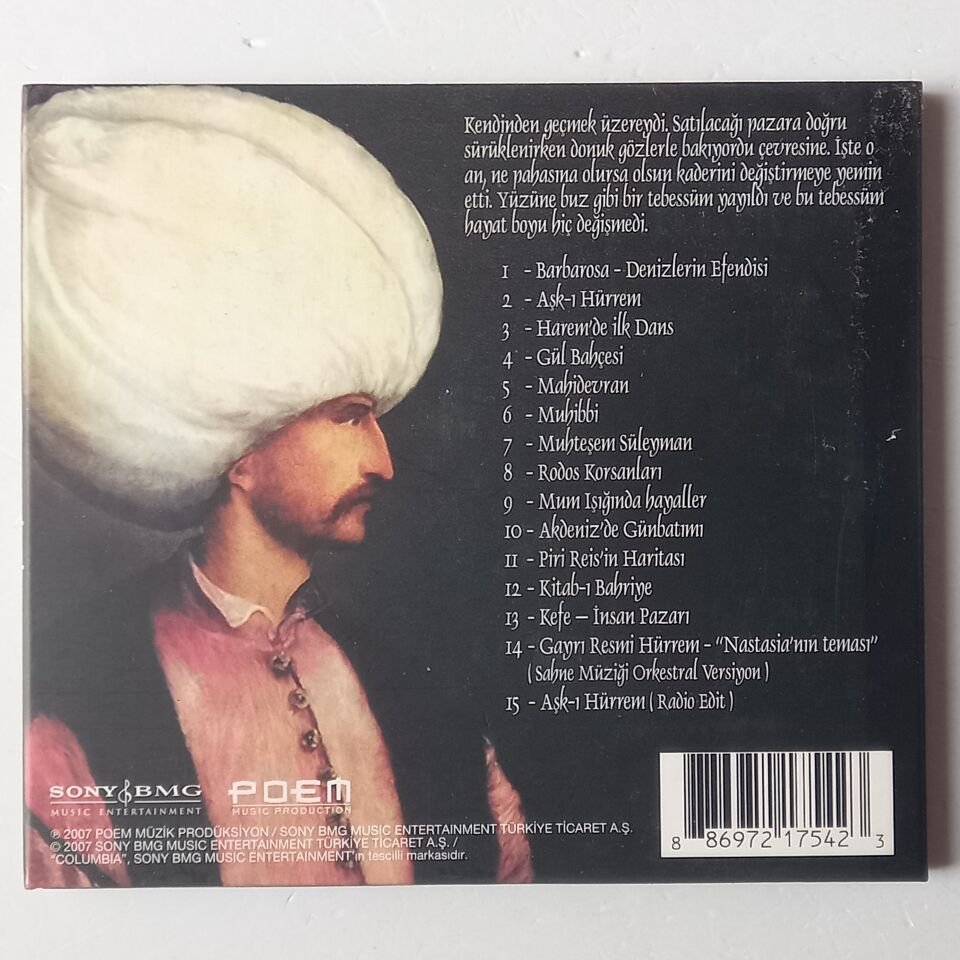 Kendinden geçmek üzereydi. Satılacağı pazara doğru
sürüklenirken donuk gözlerle bakıyordu çevresine. İşte o
an, ne pahasına olursa olsun kaderini değiştirmeye yemin
etti. Yüzüne buz gibi bir tebessüm yayıldı ve bu tebessüm
hayat boyu hiç değişmedi.
1 - Barbarosa - Denizlerin Efendisi
2 - Aşk-ı Hürrem
3 - Harem'de ilk Dans
4 - Gül Bahçesi
5 - Mahidevran
6 - Muhibbi
7 - Muhteşem Süleyman
8 - Rodos Korsanları
9 - Mum Işığında hayaller
10 - Akdeniz'de Günbatımı
11 - Piri Reis'in Haritası
12 - Kitab-ı Bahriye
13 - Kefe – İnsan Pazarı
14 - Gayrı Resmi Hürrem - "Nastasia'nın teması"
( Sahne Müziği Orkestral Versiyon )
15 - Aşk-ı Hürrem ( Radio Edit )
SONY BMG
MUSIC ENTERTAINMENT
POEM
MUSIC PRODUCTION
℗ 2007 POEM MÜZİK PRODÜKSİYON / SONY BMG MUSIC ENTERTAINMENT TÜRKİYE TİCARET A.Ş.
© 2007 SONY BMG MUSIC ENTERTAINMENT TÜRKİYE TİCARET A.Ş. /
"COLUMBIA", SONY BMG MUSIC ENTERTAINMENT'ın tescilli markasıdır.
8 86972 17542 3